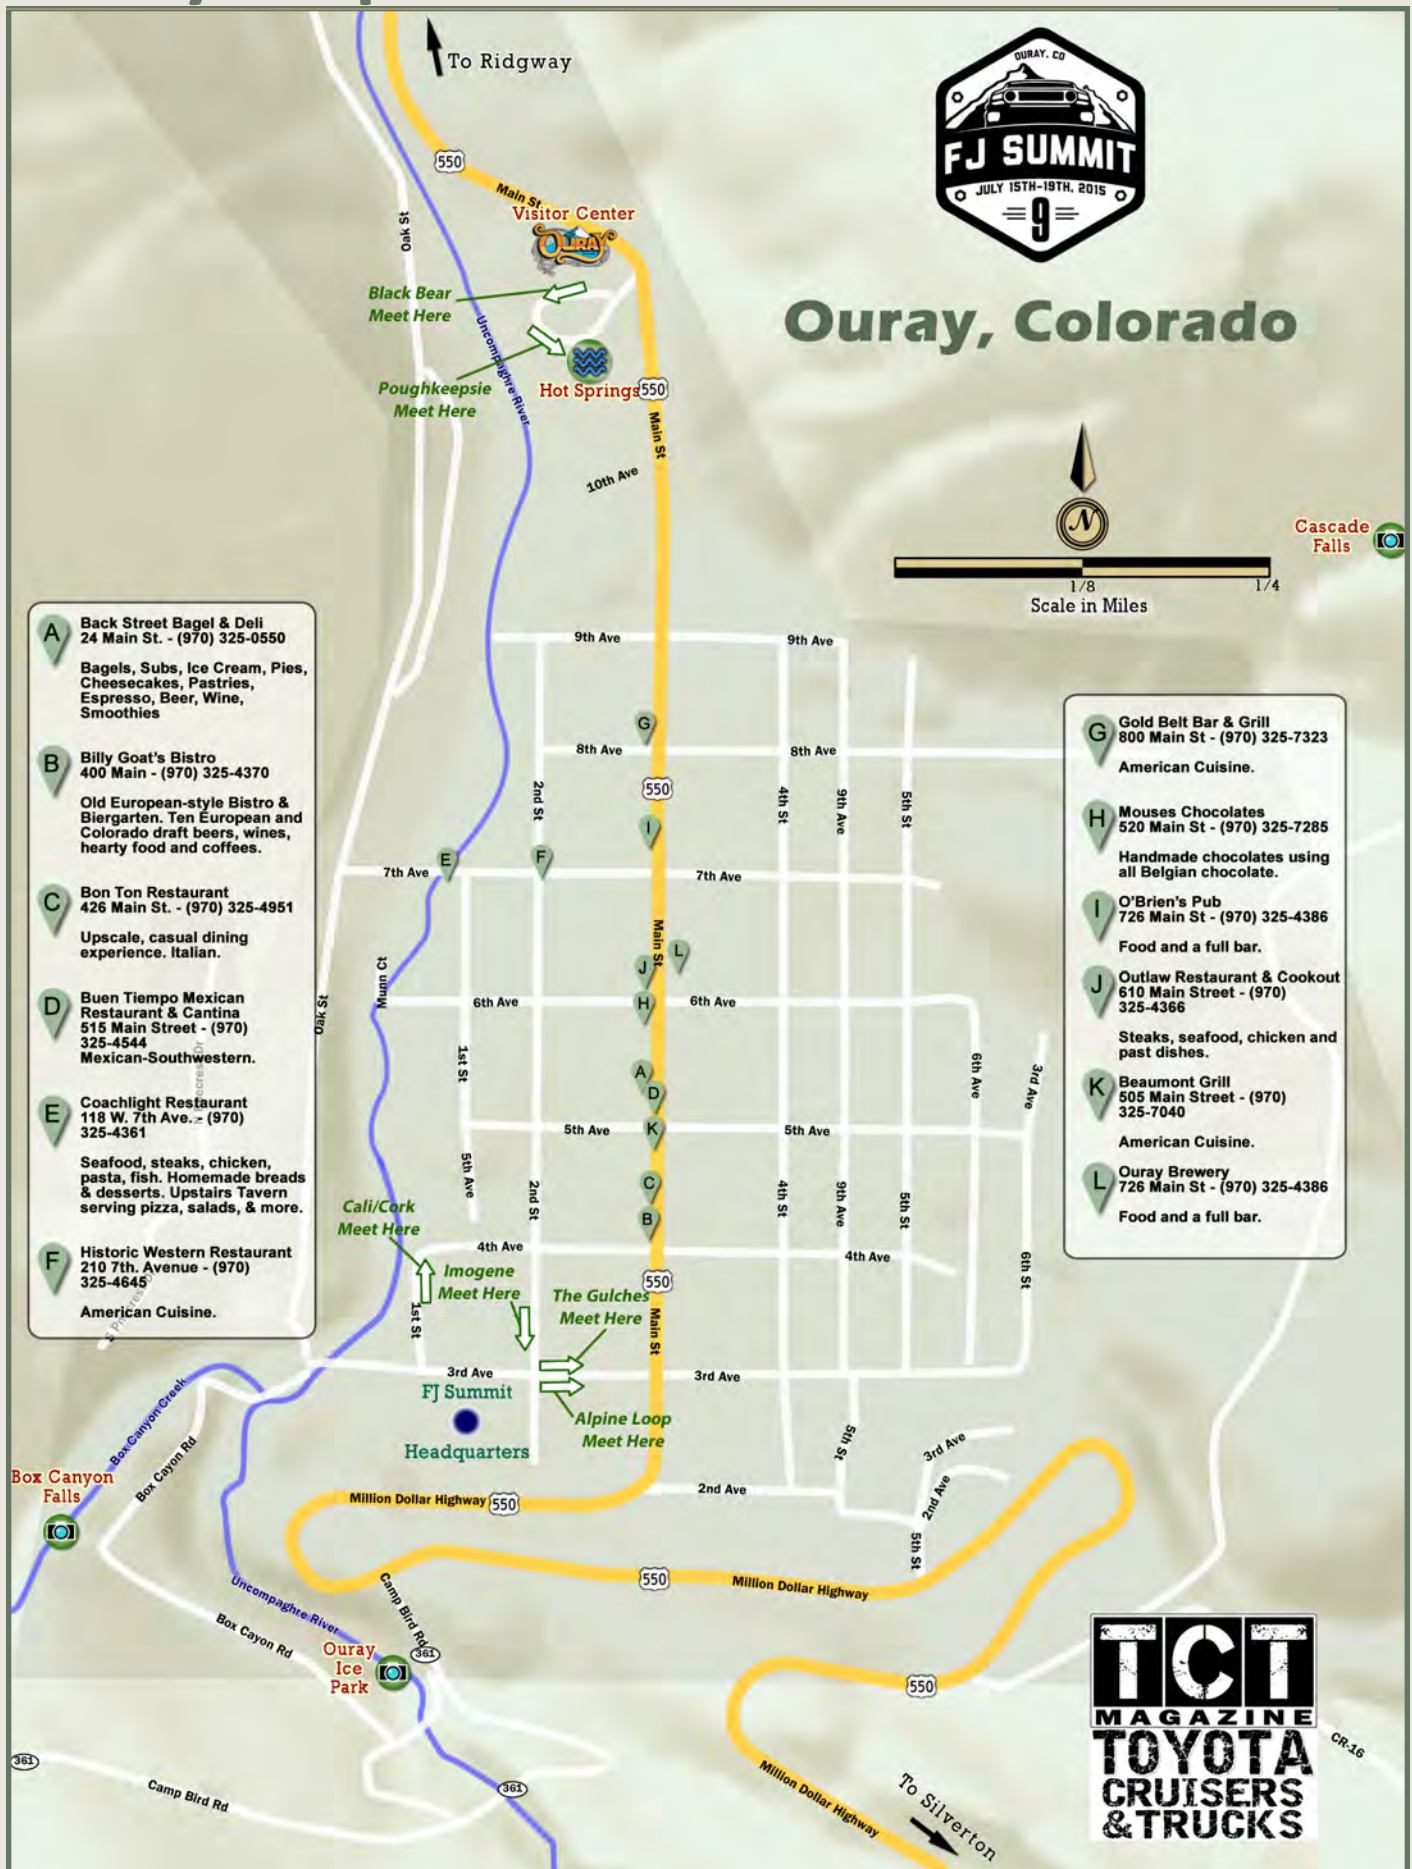 To Ridgway
550
Main St.
Visitor Center
OURAY
Oak St
Black Bear
Meet Here
Uncompaghre River
Poughkeepsie
Meet Here
Hot Springs
550
Main St
10th Ave
OURAY, CO
FJ SUMMIT
JULY 15TH-19TH, 2015
9
Ouray, Colorado
N
1/8
1/4
Scale in Miles
Cascade
Falls
A
Back Street Bagel & Deli
24 Main St. - (970) 325-0550
Bagels, Subs, Ice Cream, Pies,
Cheesecakes, Pastries,
Espresso, Beer, Wine,
Smoothies
B
Billy Goat's Bistro
400 Main - (970) 325-4370
Old European-style Bistro &
Biergarten. Ten European and
Colorado draft beers, wines,
hearty food and coffees.
C
Bon Ton Restaurant
426 Main St. - (970) 325-4951
Upscale, casual dining
experience. Italian.
D
Buen Tiempo Mexican
Restaurant & Cantina
515 Main Street - (970)
325-4544
Mexican-Southwestern.
E
Coachlight Restaurant
118 W. 7th Ave. - (970)
325-4361
Seafood, steaks, chicken,
pasta, fish. Homemade breads
& desserts. Upstairs Tavern
serving pizza, salads, & more.
F
Historic Western Restaurant
210 7th. Avenue - (970)
325-4645
American Cuisine.
G
Gold Belt Bar & Grill
800 Main St - (970) 325-7323
American Cuisine.
H
Mouses Chocolates
520 Main St - (970) 325-7285
Handmade chocolates using
all Belgian chocolate.
I
O'Brien's Pub
726 Main St - (970) 325-4386
Food and a full bar.
J
Outlaw Restaurant & Cookout
610 Main Street - (970)
325-4366
Steaks, seafood, chicken and
past dishes.
K
Beaumont Grill
505 Main Street - (970)
325-7040
American Cuisine.
L
Ouray Brewery
726 Main St - (970) 325-4386
Food and a full bar.
9th Ave
9th Ave
G
8th Ave
8th Ave
550
2nd St
4th St
9th Ave
5th St
I
E
F
7th Ave
7th Ave
Main St
L
J
Munn Ct
Oak St
6th Ave
H
6th Ave
1st St
A
D
6th Ave
3rd Ave
5th Ave
K
5th Ave
5th Ave
2nd St
C
B
4th St
9th Ave
5th St
Cali/Cork
Meet Here
4th Ave
4th Ave
6th St
Imogene
Meet Here
550
The Gulches
Meet Here
1st St
Main St
3rd Ave
3rd Ave
FJ Summit
Headquarters
Alpine Loop
Meet Here
Box Canyon Creek
Box Cayon Rd
Box Canyon
Falls
5th St
3rd Ave
2nd Ave
2nd Ave
5th St
Million Dollar Highway
550
550
Million Dollar Highway
Uncompaghre River
Camp Bird Rd
361
Box Cayon Rd
Ouray
Ice
Park
550
361
Camp Bird Rd
361
Million Dollar Highway
To Silverton
CR-16
TCT
MAGAZINE
TOYOTA
CRUISERS
&TRUCKS